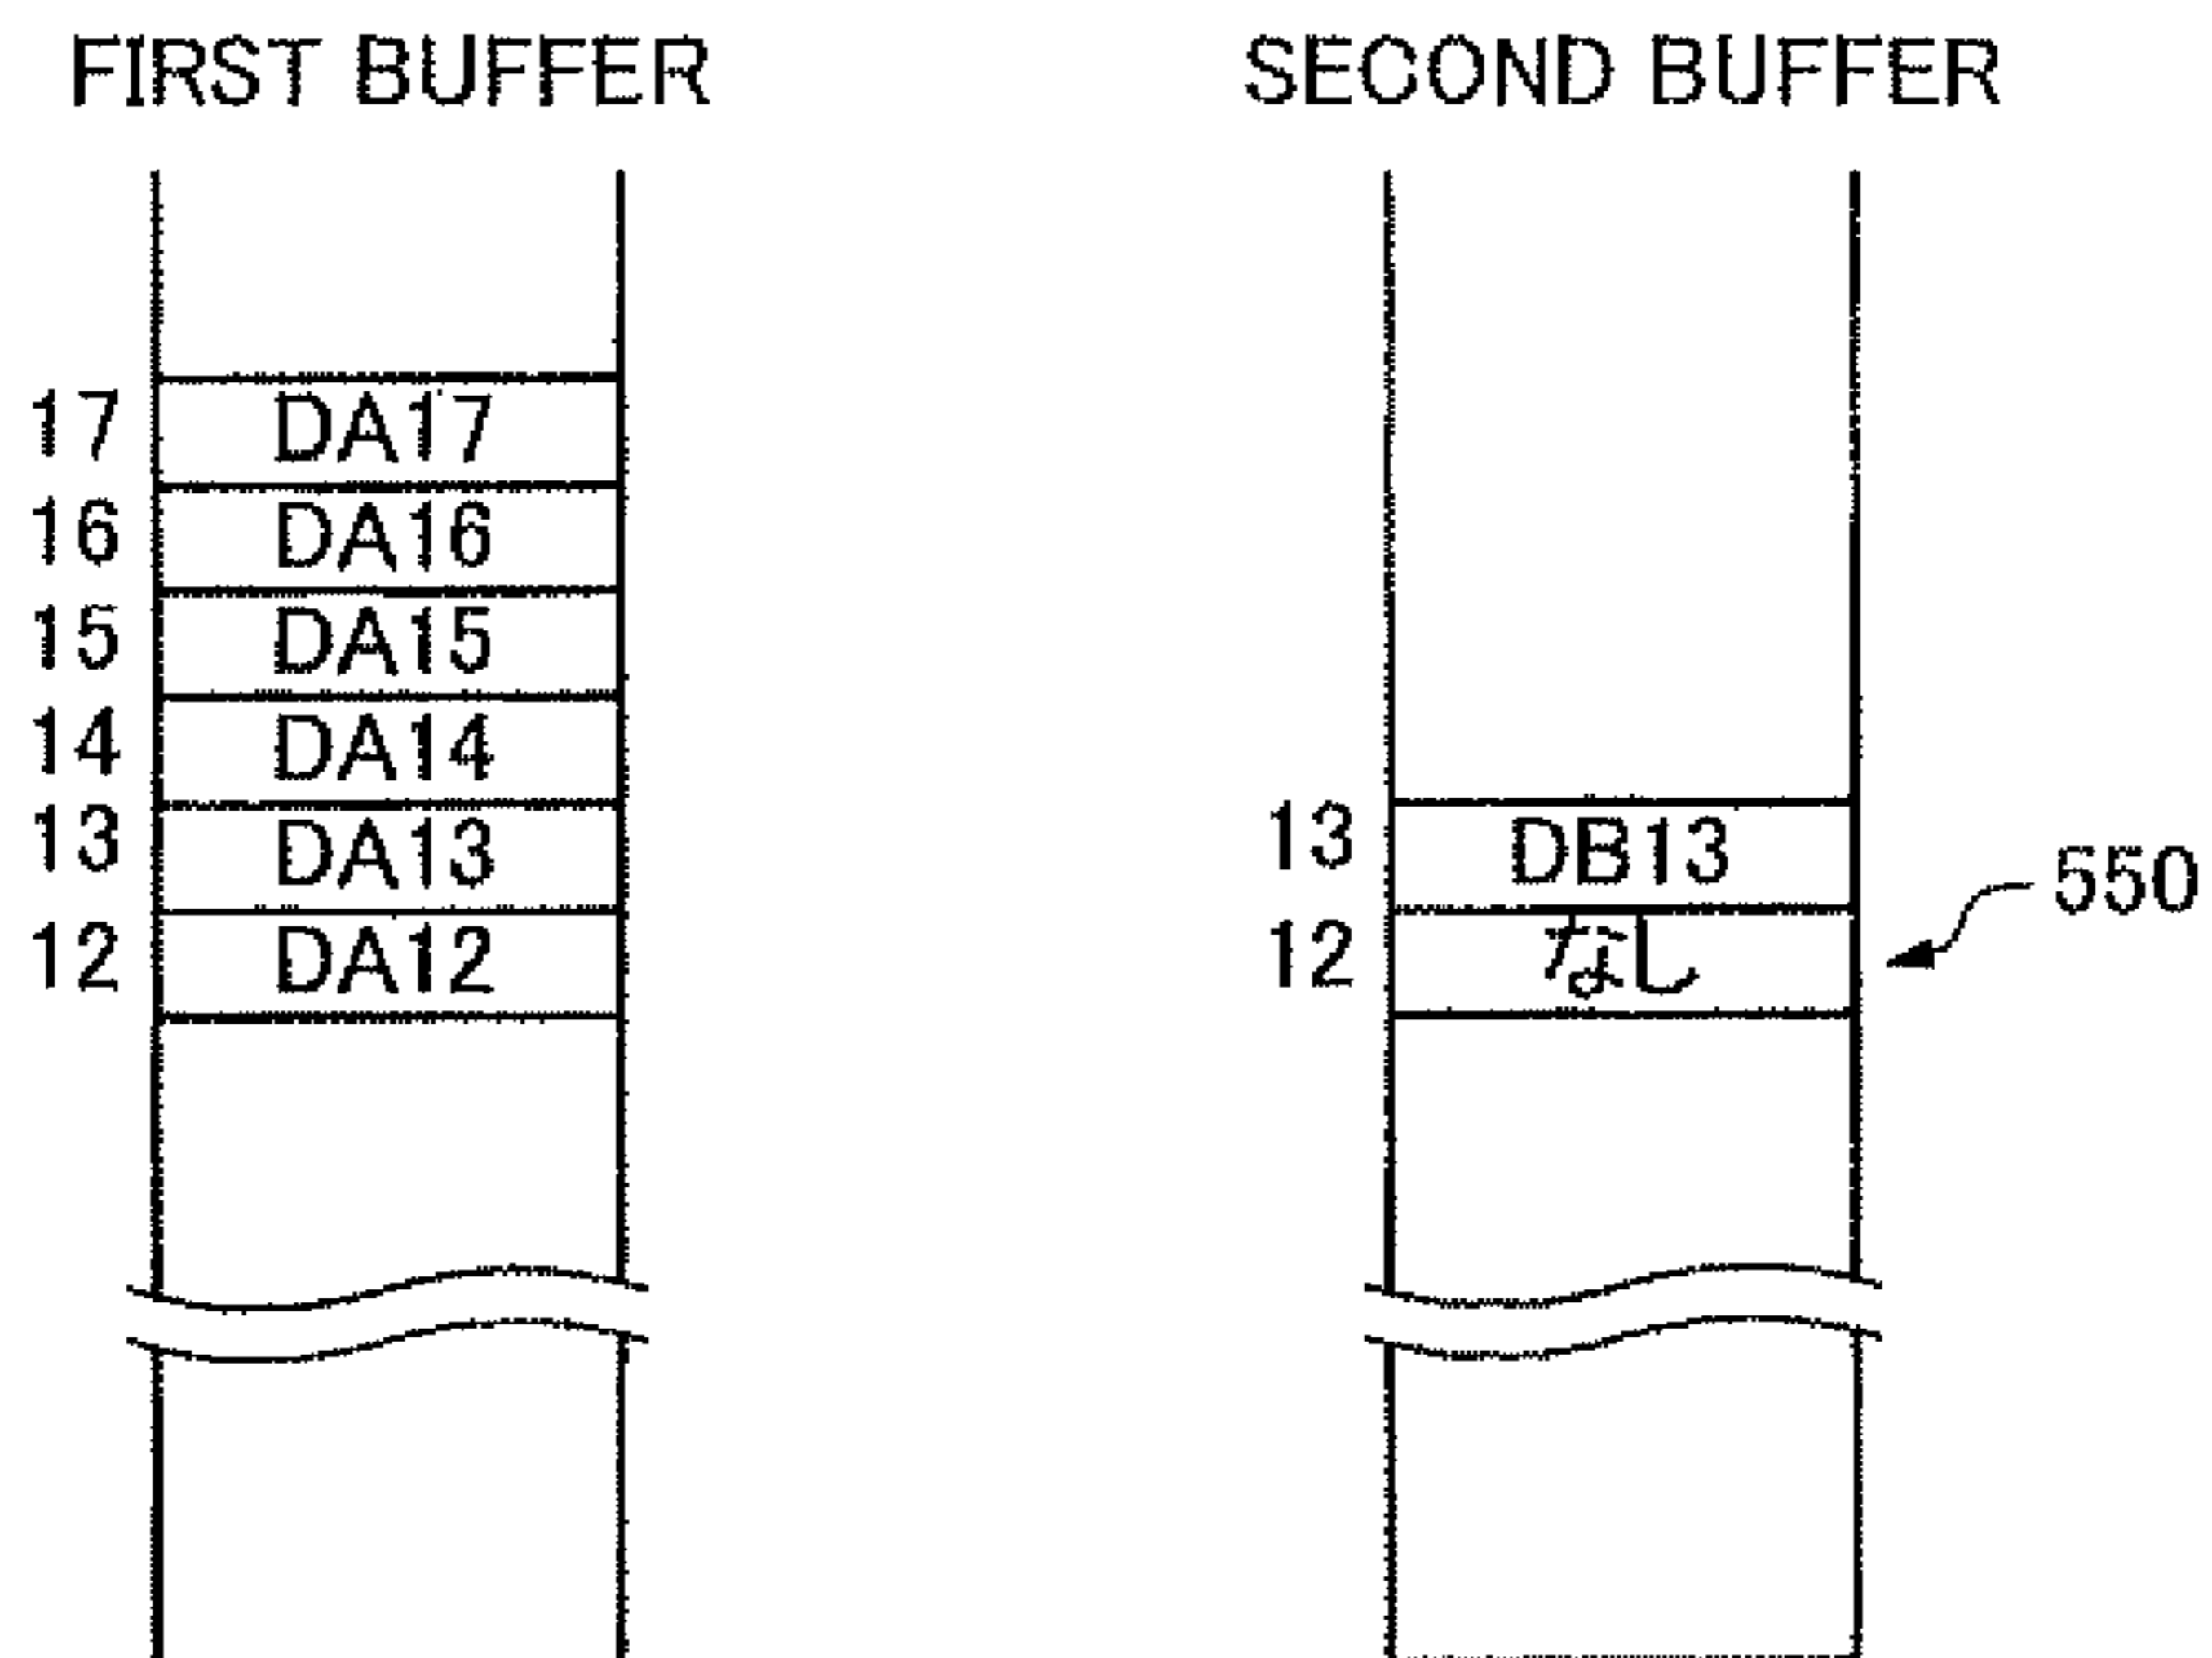 FIRST BUFFER
17 DA17
16 DA16
15 DA15
14 DA14
13 DA13
12 DA12
SECOND BUFFER
13 DB13
12 なし
550